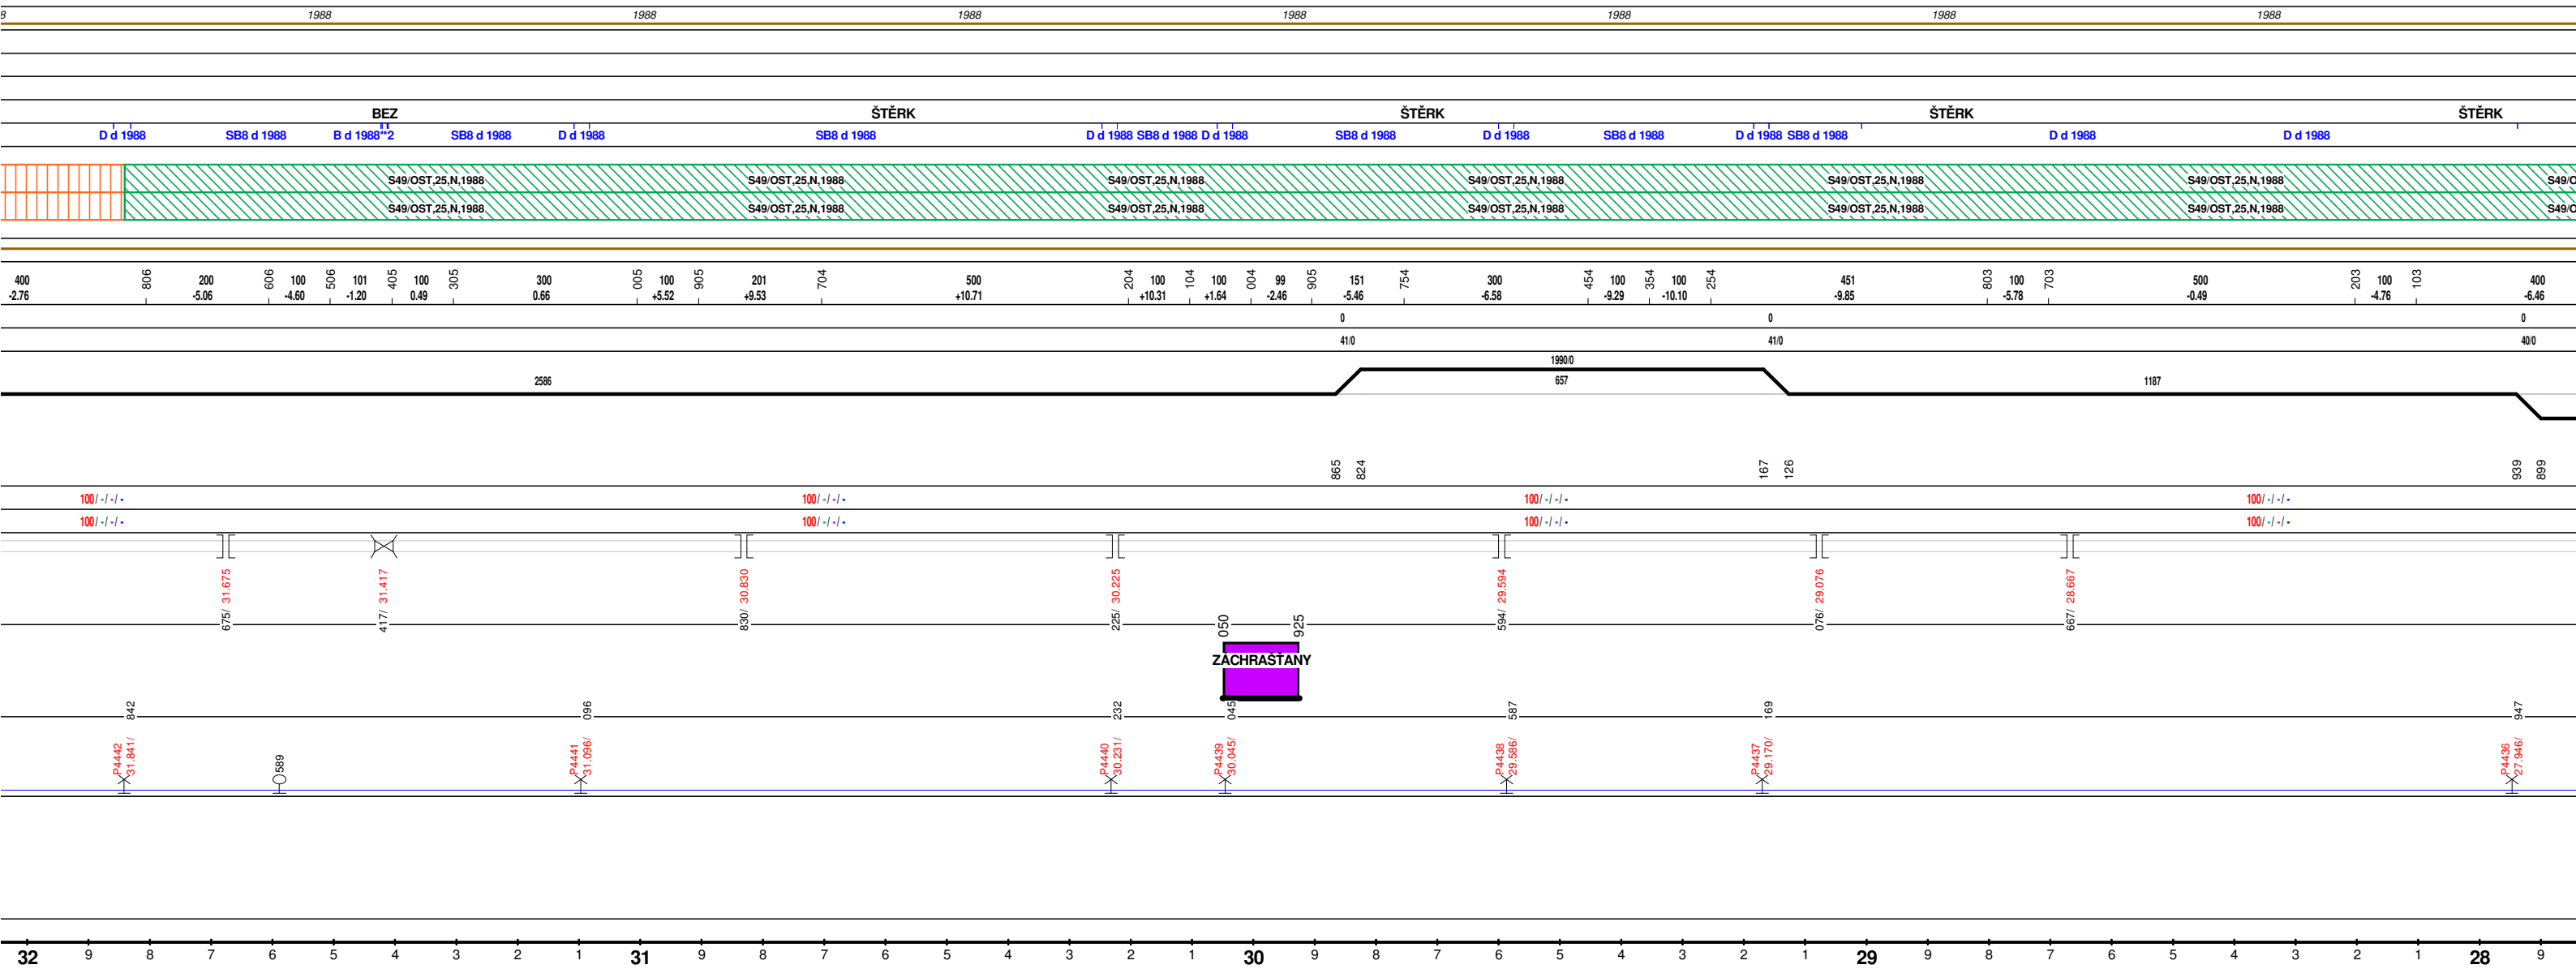 8 1988 1988 1988 1988 1988 1988 1988
BEZ ŠTĚRK ŠTĚRK ŠTĚRK ŠTĚRK
D d 1988 SB8 d 1988 B d 1988**2 SB8 d 1988 D d 1988 SB8 d 1988 D d 1988 SB8 d 1988 D d 1988 SB8 d 1988 D d 1988 SB8 d 1988 D d 1988 SB8 d 1988 D d 1988 D d 1988
S49/OST,25,N,1988 S49/OST,25,N,1988 S49/OST,25,N,1988 S49/OST,25,N,1988 S49/OST,25,N,1988 S49/OST,25,N,1988 S49/O
S49/OST,25,N,1988 S49/OST,25,N,1988 S49/OST,25,N,1988 S49/OST,25,N,1988 S49/OST,25,N,1988 S49/OST,25,N,1988 S49/O
806 606 506 405 305 005 905 704 204 104 004 905 754 454 354 254 803 703 203 103
400 200 100 101 100 300 100 201 500 100 100 99 151 300 100 100 451 100 500 100 400
-2.76 -5.06 -4.60 -1.20 0.49 0.66 +5.52 +9.53 +10.71 +10.31 +1.64 -2.46 -5.46 -6.58 -9.29 -10.10 -9.85 -5.78 -0.49 -4.76 -6.46
0 0 0
41/0 41/0 40/0
1990/0
2586 657 1187
865 824 167 126 939 899
100/ -/ -/ - 100/ -/ -/ - 100/ -/ -/ - 100/ -/ -/ -
100/ -/ -/ - 100/ -/ -/ - 100/ -/ -/ - 100/ -/ -/ -
675/ 31.675 417/ 31.417 830/ 30.830 225/ 30.225 594/ 29.594 076/ 29.076 667/ 28.667
050 925
ZÁCHRAŠŤANY
842 096 232 045 587 169 947
P4442 31.841/ 589 P4441 31.096/ P4440 30.231/ P4439 30.045/ P4438 29.586/ P4437 29.170/ P4436 27.946/
32 9 8 7 6 5 4 3 2 1 31 9 8 7 6 5 4 3 2 1 30 9 8 7 6 5 4 3 2 1 29 9 8 7 6 5 4 3 2 1 28 9